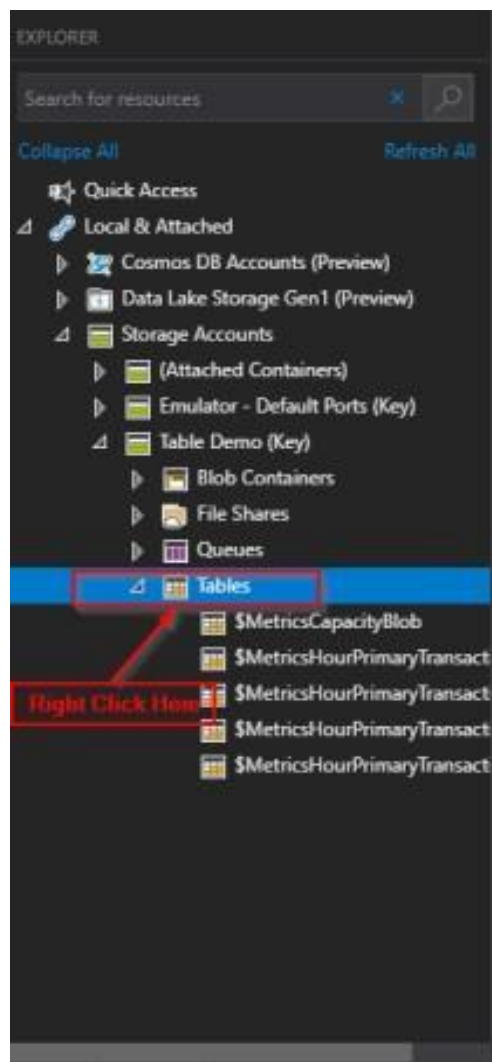 EXPLORER
Search for resources
Collapse All Refresh All
Quick Access
Local & Attached
Cosmos DB Accounts (Preview)
Data Lake Storage Gen1 (Preview)
Storage Accounts
(Attached Containers)
Emulator - Default Ports (Key)
Table Demo (Key)
Blob Containers
File Shares
Queues
Tables
$MetricsCapacityBlob
$MetricsHourPrimaryTransact
Right Click Here
$MetricsHourPrimaryTransact
$MetricsHourPrimaryTransact
$MetricsHourPrimaryTransact